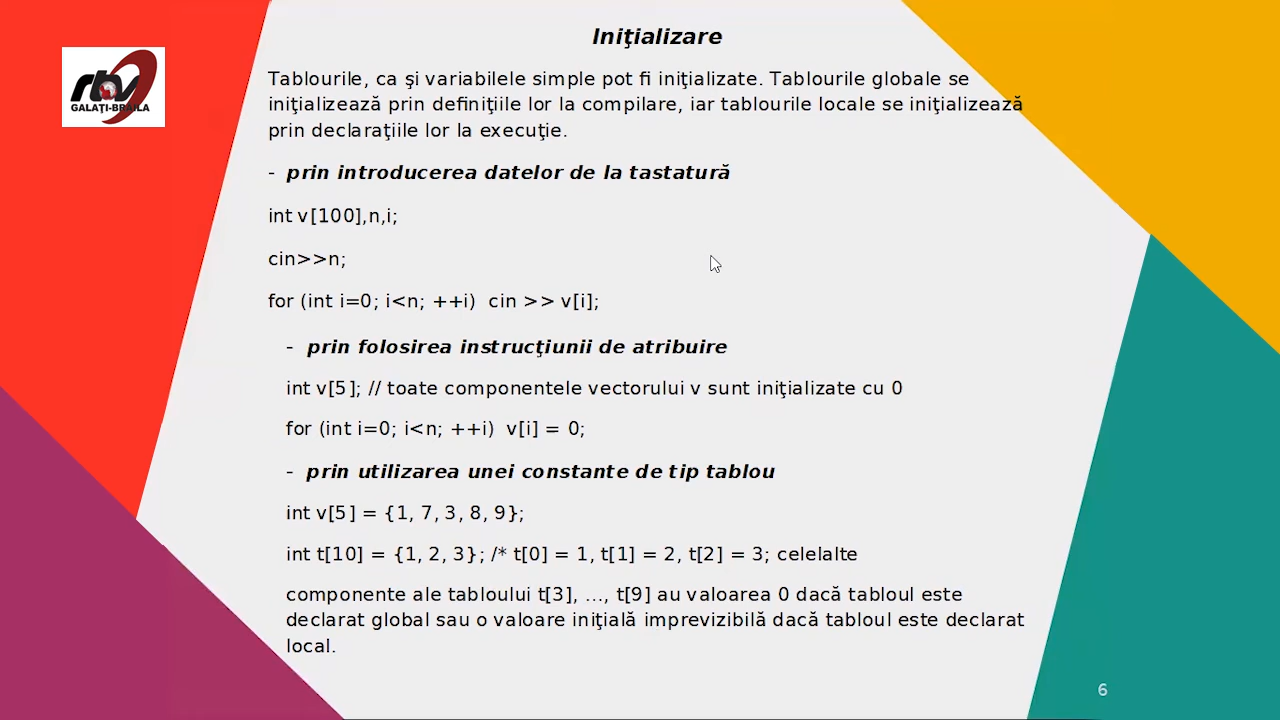 rtv
GALAŢI-BRAILA
Iniţializare
Tablourile, ca şi variabilele simple pot fi iniţializate. Tablourile globale se
iniţializează prin definiţiile lor la compilare, iar tablourile locale se iniţializează
prin declaraţiile lor la execuţie.
- prin introducerea datelor de la tastatură
int v[100],n,i;
cin>>n;
for (int i=0; i<n; ++i)  cin >> v[i];
- prin folosirea instrucţiunii de atribuire
int v[5]; // toate componentele vectorului v sunt iniţializate cu 0
for (int i=0; i<n; ++i)  v[i] = 0;
- prin utilizarea unei constante de tip tablou
int v[5] = {1, 7, 3, 8, 9};
int t[10] = {1, 2, 3}; /* t[0] = 1, t[1] = 2, t[2] = 3; celelalte
componente ale tabloului t[3], ..., t[9] au valoarea 0 dacă tabloul este
declarat global sau o valoare iniţială imprevizibilă dacă tabloul este declarat
local.
6